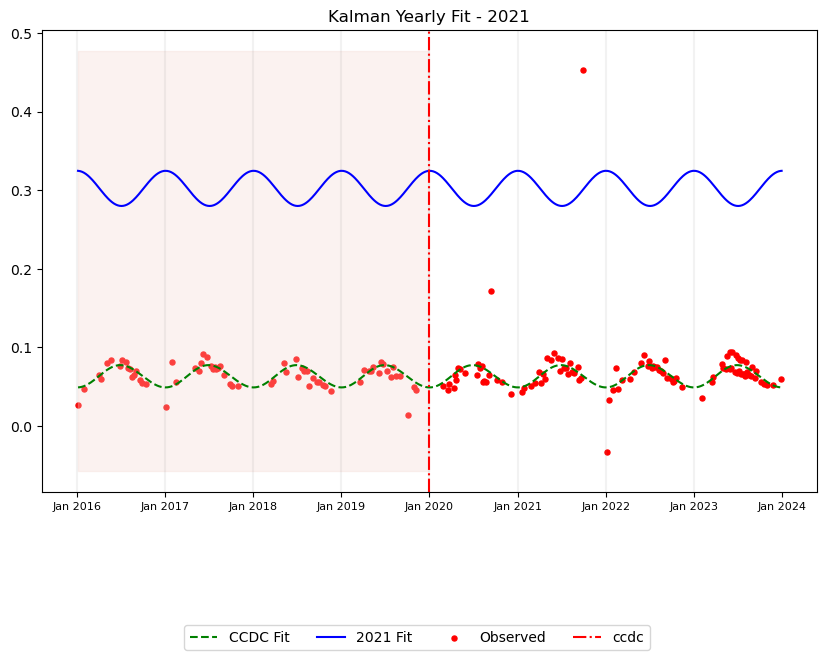 Kalman Yearly Fit - 2021
0.5
0.4
0.3
0.2
0.1
0.0
Jan 2016 Jan 2017 Jan 2018 Jan 2019 Jan 2020 Jan 2021 Jan 2022 Jan 2023 Jan 2024
CCDC Fit 2021 Fit Observed ccdc